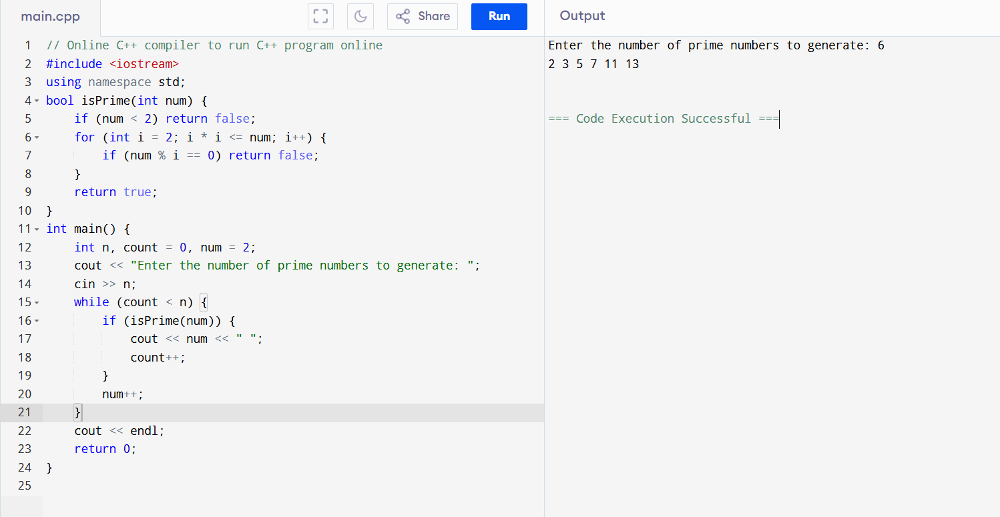 main.cpp
Share
Run
Output
1 // Online C++ compiler to run C++ program online
2 #include <iostream>
3 using namespace std;
4 bool isPrime(int num) {
5     if (num < 2) return false;
6     for (int i = 2; i * i <= num; i++) {
7         if (num % i == 0) return false;
8     }
9     return true;
10 }
11 int main() {
12     int n, count = 0, num = 2;
13     cout << "Enter the number of prime numbers to generate: ";
14     cin >> n;
15     while (count < n) {
16         if (isPrime(num)) {
17             cout << num << " ";
18             count++;
19         }
20         num++;
21     }
22     cout << endl;
23     return 0;
24 }
25
Enter the number of prime numbers to generate: 6
2 3 5 7 11 13
=== Code Execution Successful ===